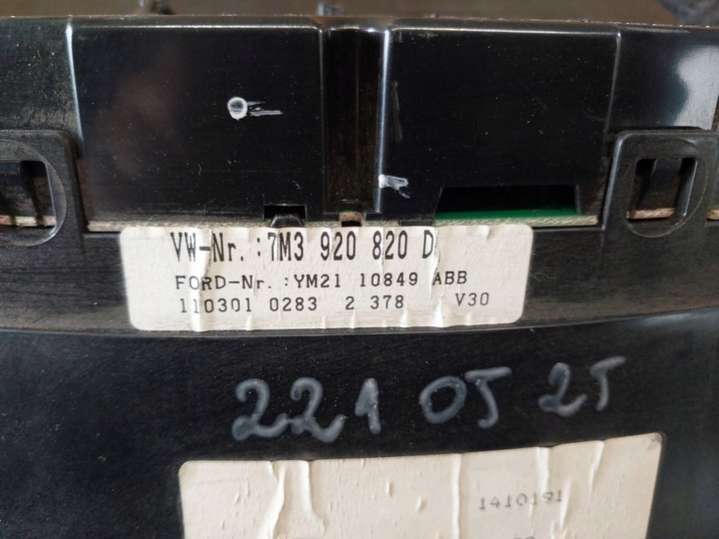 VW-Nr.:7M3 920 820 D
FORD-Nr.:YM21 10849 ABB
110301 0283 2 378 V30
221 05 25
1410191